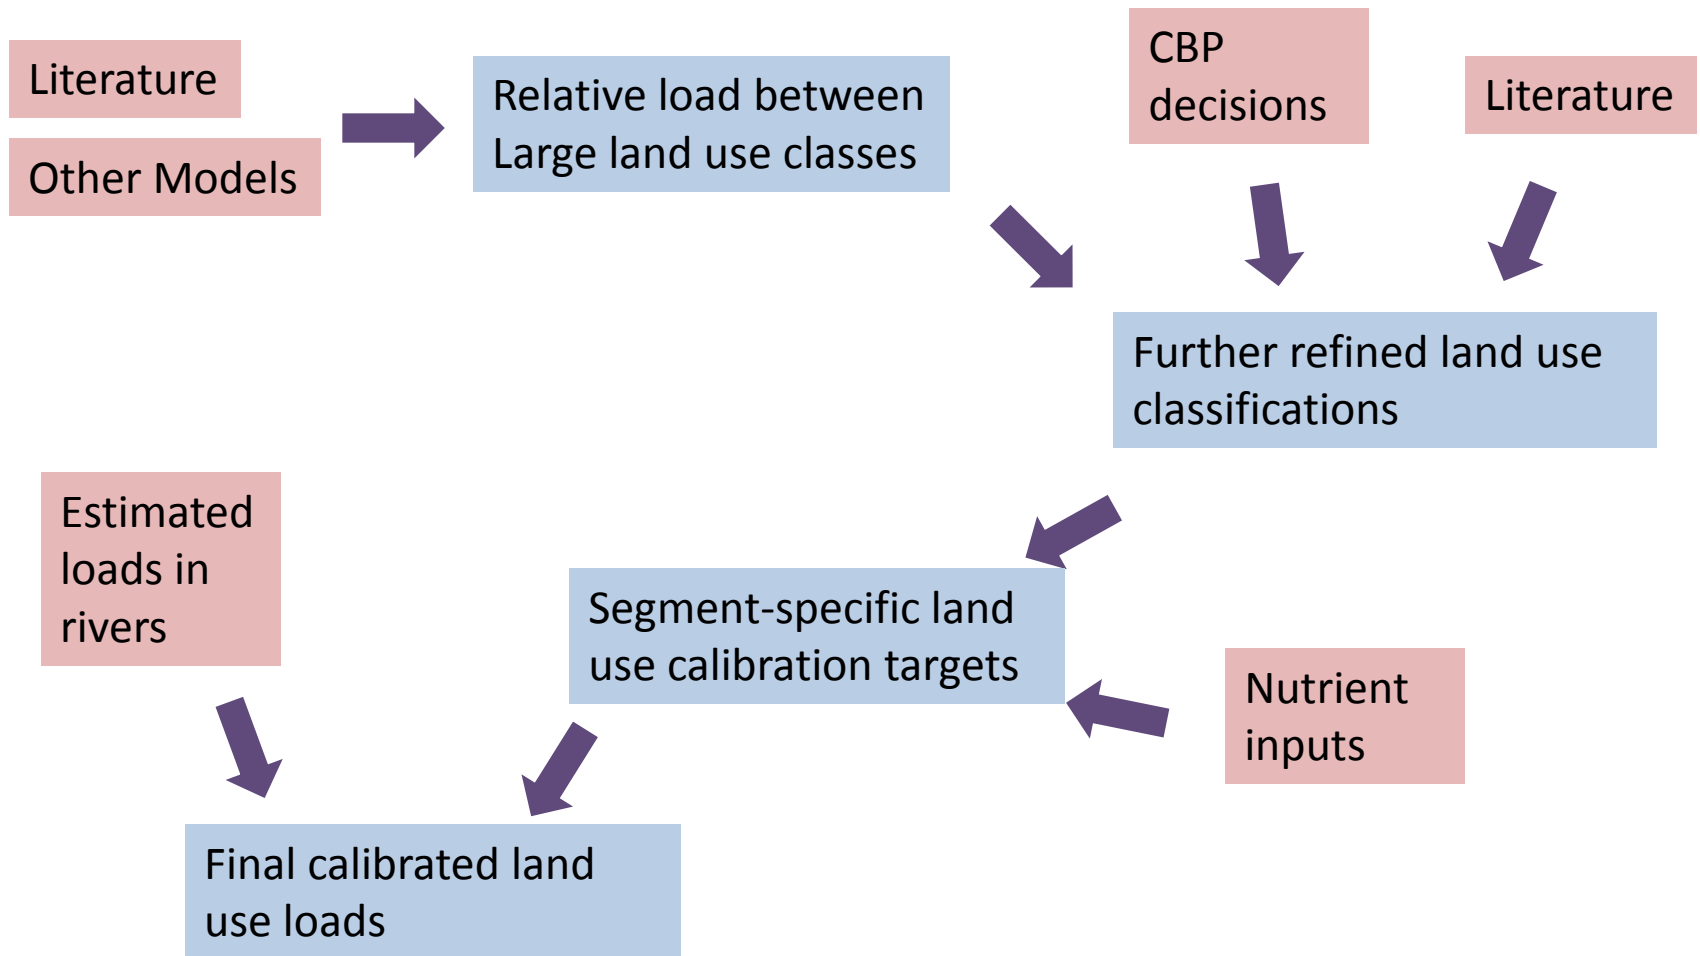 Literature
Other Models
Relative load between
Large land use classes
CBP
decisions
Literature
Further refined land use
classifications
Estimated
loads in
rivers
Segment-specific land
use calibration targets
Nutrient
inputs
Final calibrated land
use loads